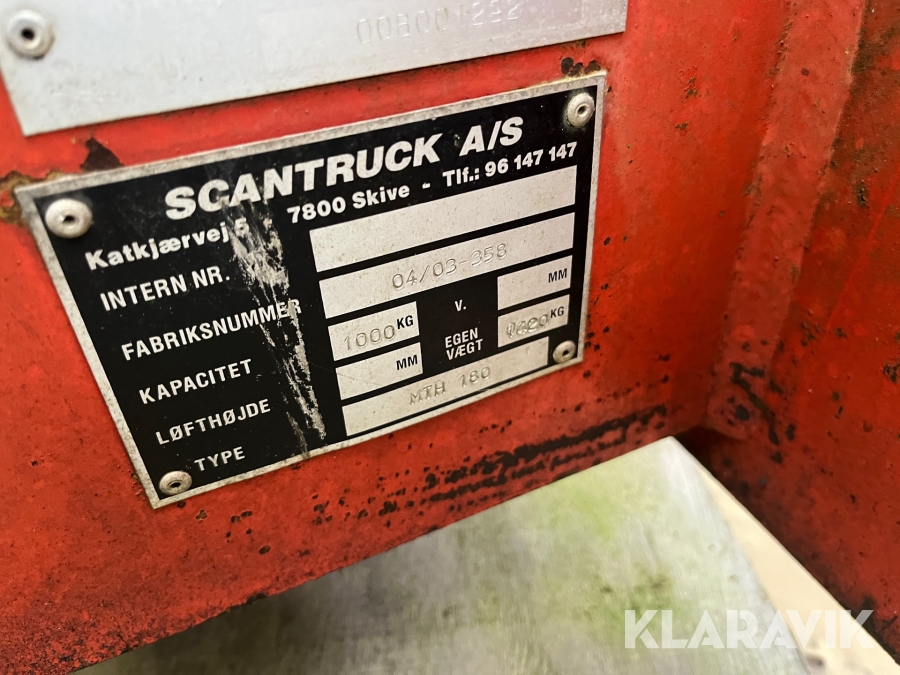 SCANTRUCK A/S
Katkjærvej 5 - 7800 Skive - Tlf.: 96 147 147
INTERN NR.
FABRIKSNUMMER 04/03-358
KAPACITET 1000 KG V. MM
LØFTHØJDE MM EGEN VÆGT KG
TYPE MTH 180
KLARAVIK